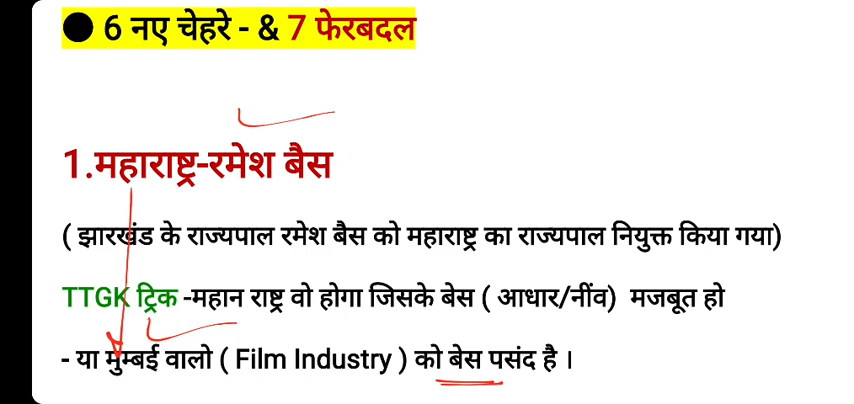 ● 6 नए चेहरे - & 7 फेरबदल
1.महाराष्ट्र-रमेश बैस
( झारखंड के राज्यपाल रमेश बैस को महाराष्ट्र का राज्यपाल नियुक्त किया गया)
TTGK ट्रिक -महान राष्ट्र वो होगा जिसके बेस ( आधार/नींव) मजबूत हो
- या मुम्बई वालो ( Film Industry ) को बेस पसंद है ।